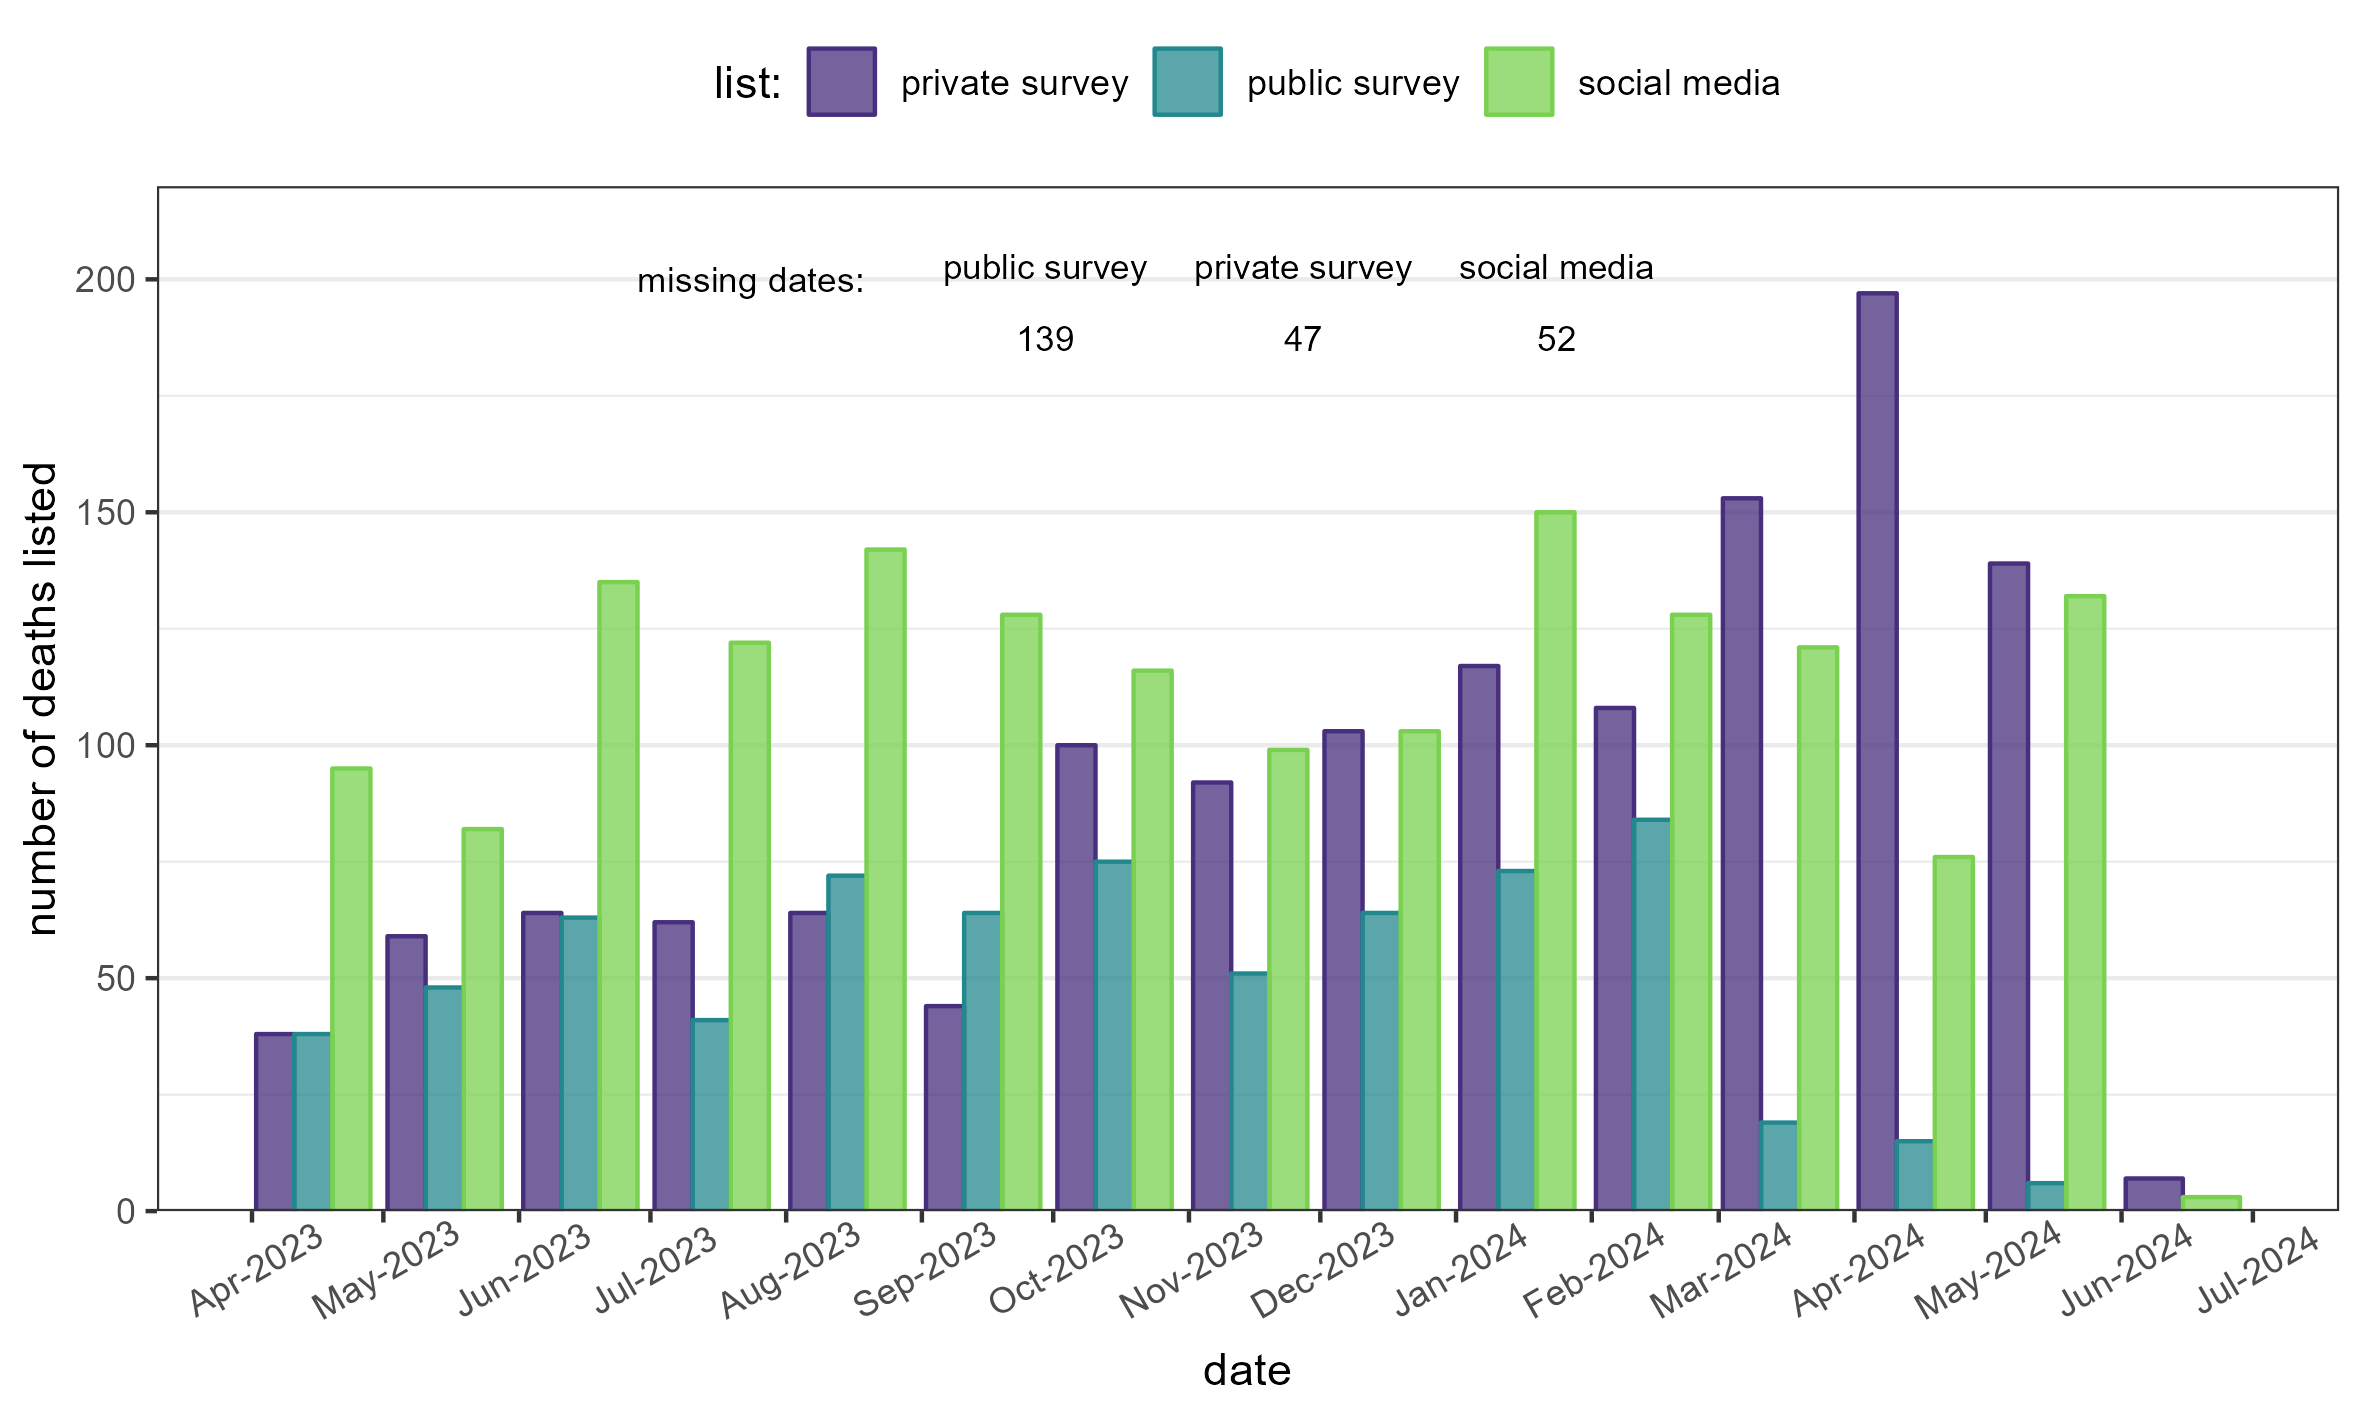 list: private survey public survey social media
missing dates: public survey private survey social media
139 47 52
number of deaths listed
200
150
100
50
0
Apr-2023 May-2023 Jun-2023 Jul-2023 Aug-2023 Sep-2023 Oct-2023 Nov-2023 Dec-2023 Jan-2024 Feb-2024 Mar-2024 Apr-2024 May-2024 Jun-2024 Jul-2024
date